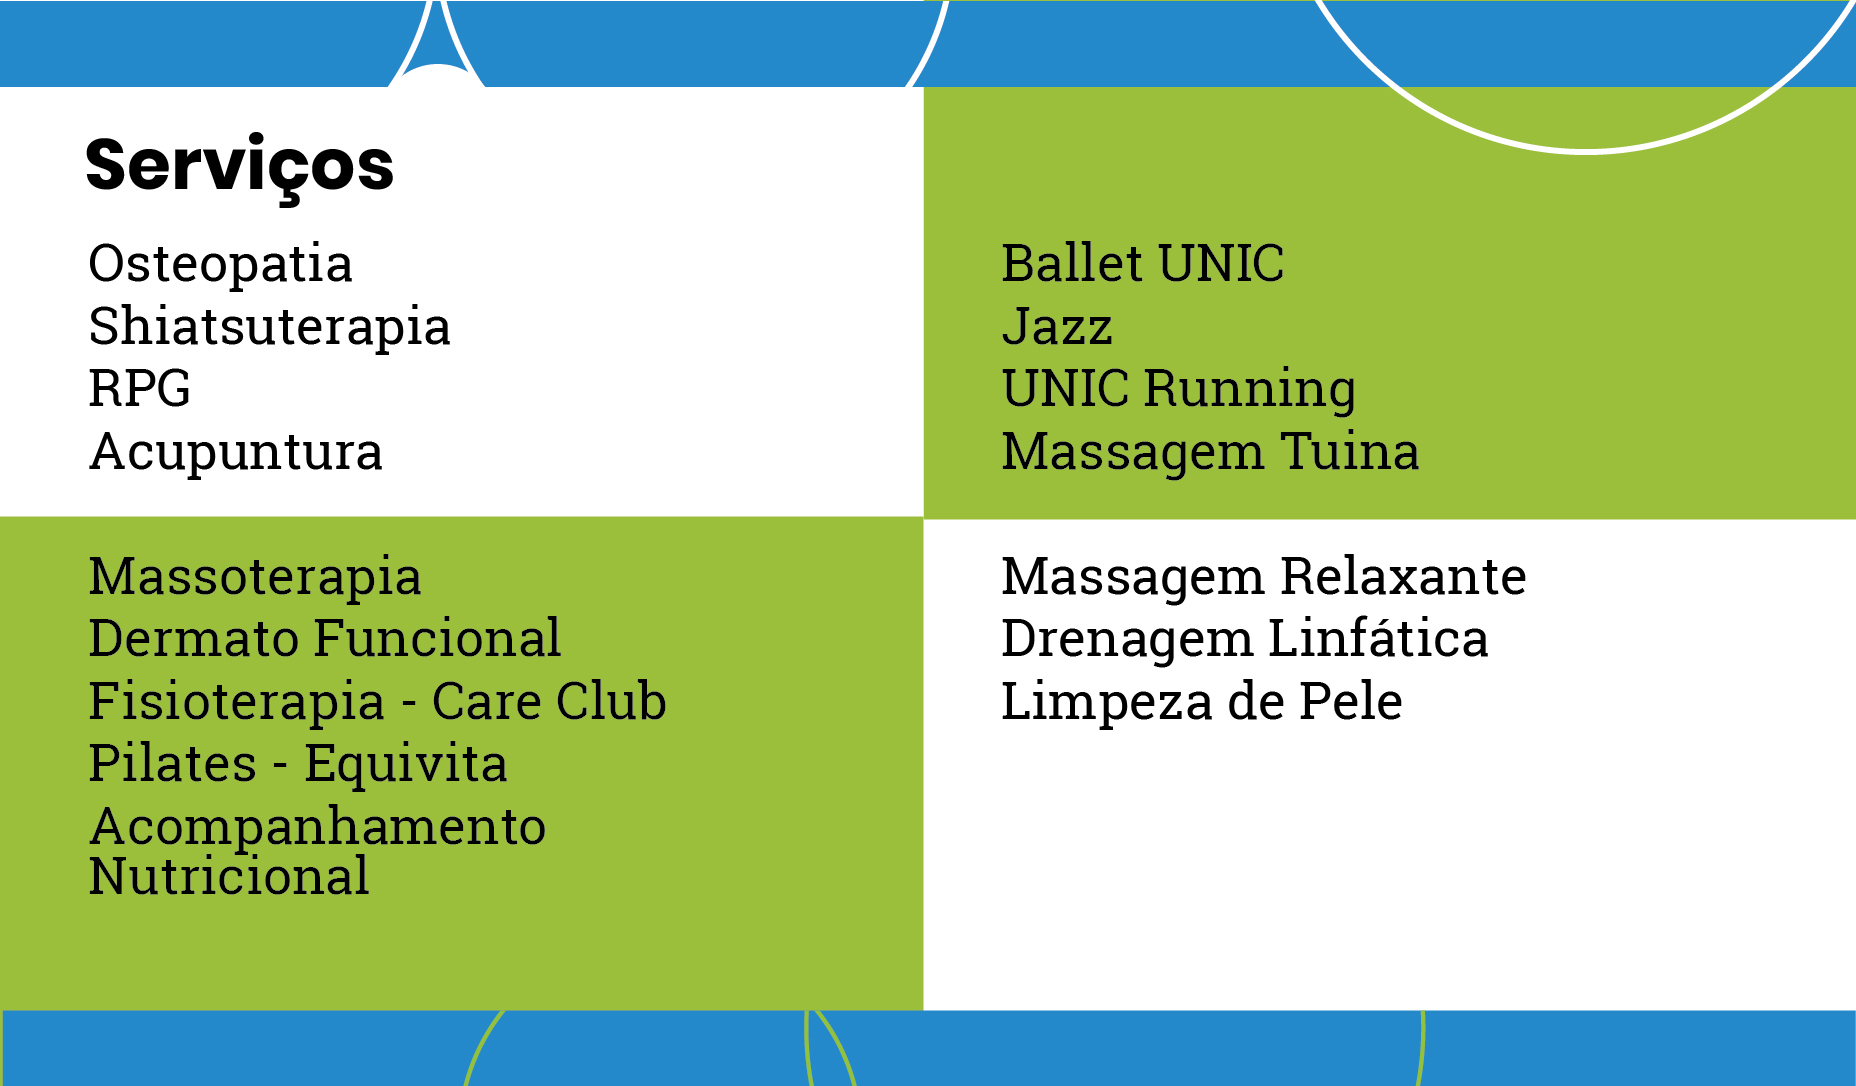 Serviços
Osteopatia
Shiatsuterapia
RPG
Acupuntura
Massoterapia
Dermato Funcional
Fisioterapia - Care Club
Pilates - Equivita
Acompanhamento
Nutricional
Ballet UNIC
Jazz
UNIC Running
Massagem Tuina
Massagem Relaxante
Drenagem Linfática
Limpeza de Pele